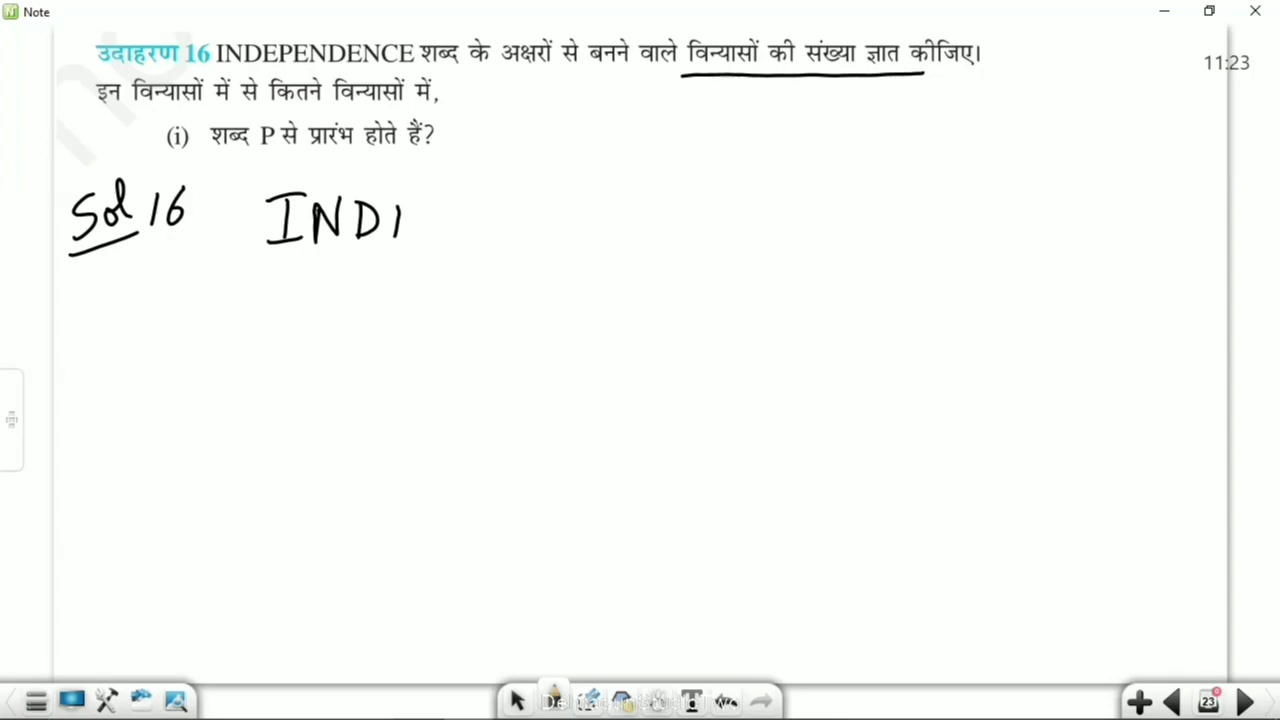 Note
उदाहरण 16 INDEPENDENCE शब्द के अक्षरों से बनने वाले विन्यासों की संख्या ज्ञात कीजिए।
11:23
इन विन्यासों में से कितने विन्यासों में,
(i) शब्द P से प्रारंभ होते हैं?
Sol 16 INDI
23